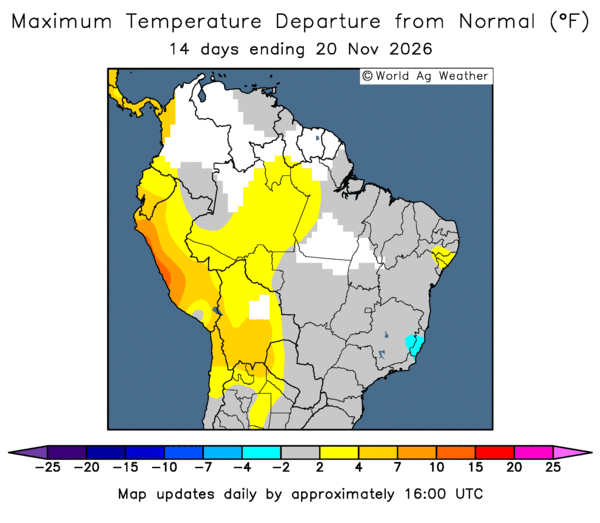 Maximum Temperature Departure from Normal (°F)
14 days ending 20 Nov 2026
©World Ag Weather
-25 -20 -15 -10 -7 -4 -2 2 4 7 10 15 20 25
Map updates daily by approximately 16:00 UTC